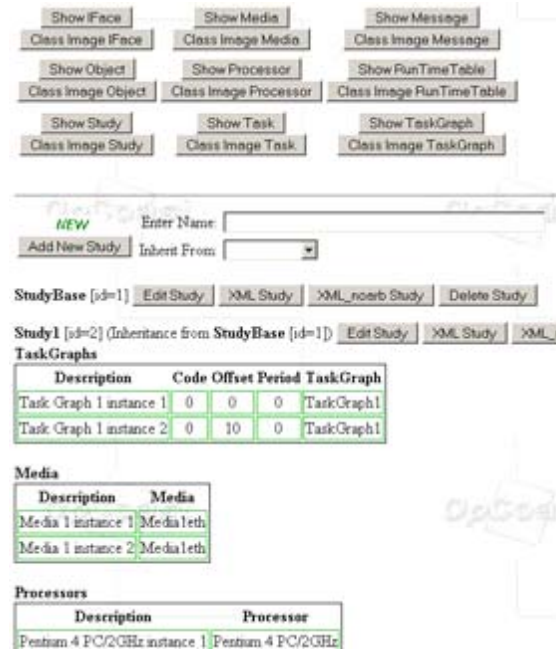 Show IFace Show Media Show Message
Class Image IFace Class Image Media Class Image Message
Show Object Show Processor Show RunTimeTable
Class Image Object Class Image Processor Class Image RunTimeTable
Show Study Show Task Show TaskGraph
Class Image Study Class Image Task Class Image TaskGraph
NEW Enter Name:
Add New Study Inherit From:
StudyBase [id=1] Edit Study XML Study XML_noerb Study Delete Study
Study1 [id=2] (Inheritance from StudyBase [id=1]) Edit Study XML Study XML_
TaskGraphs
Description Code Offset Period TaskGraph
Task Graph 1 instance 1 0 0 0 TaskGraph1
Task Graph 1 instance 2 0 10 0 TaskGraph1
Media
Description Media
Media 1 instance 1 Media1eth
Media 1 instance 2 Media1eth
Processors
Description Processor
Pentium 4 PC/2GHz instance 1 Pentium 4 PC/2GHz